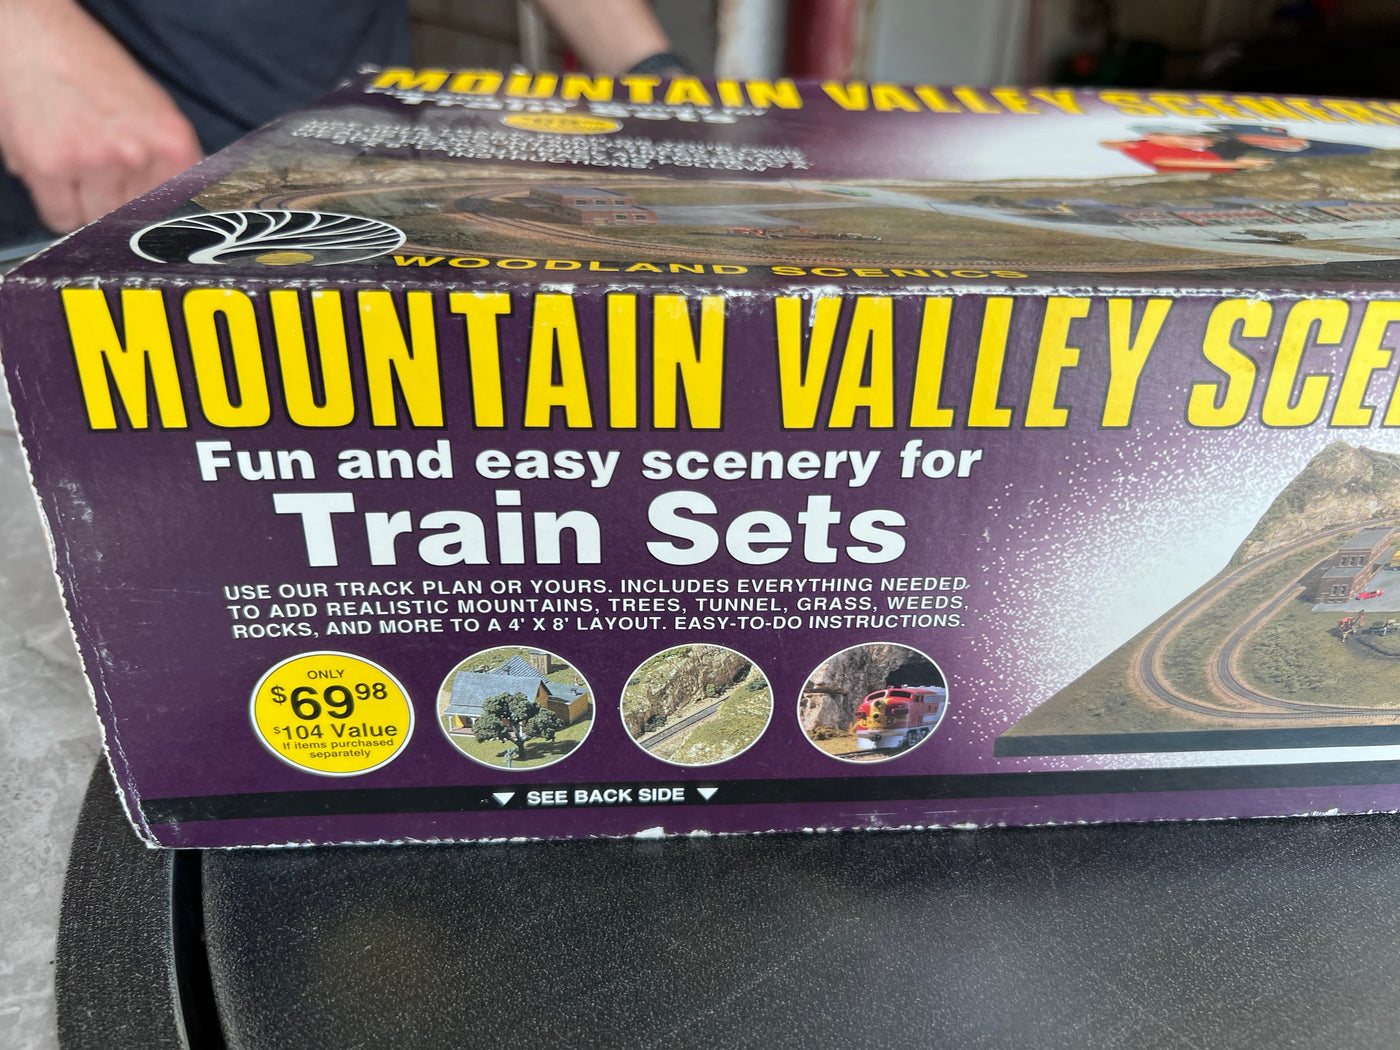 MOUNTAIN VALLEY SCENERY
"Train Sets"
WOODLAND SCENICS
MOUNTAIN VALLEY SCE
Fun and easy scenery for
Train Sets
USE OUR TRACK PLAN OR YOURS. INCLUDES EVERYTHING NEEDED
TO ADD REALISTIC MOUNTAINS, TREES, TUNNEL, GRASS, WEEDS,
ROCKS, AND MORE TO A 4' X 8' LAYOUT. EASY-TO-DO INSTRUCTIONS.
ONLY
$69.98
$104 Value
If items purchased
separately
SEE BACK SIDE